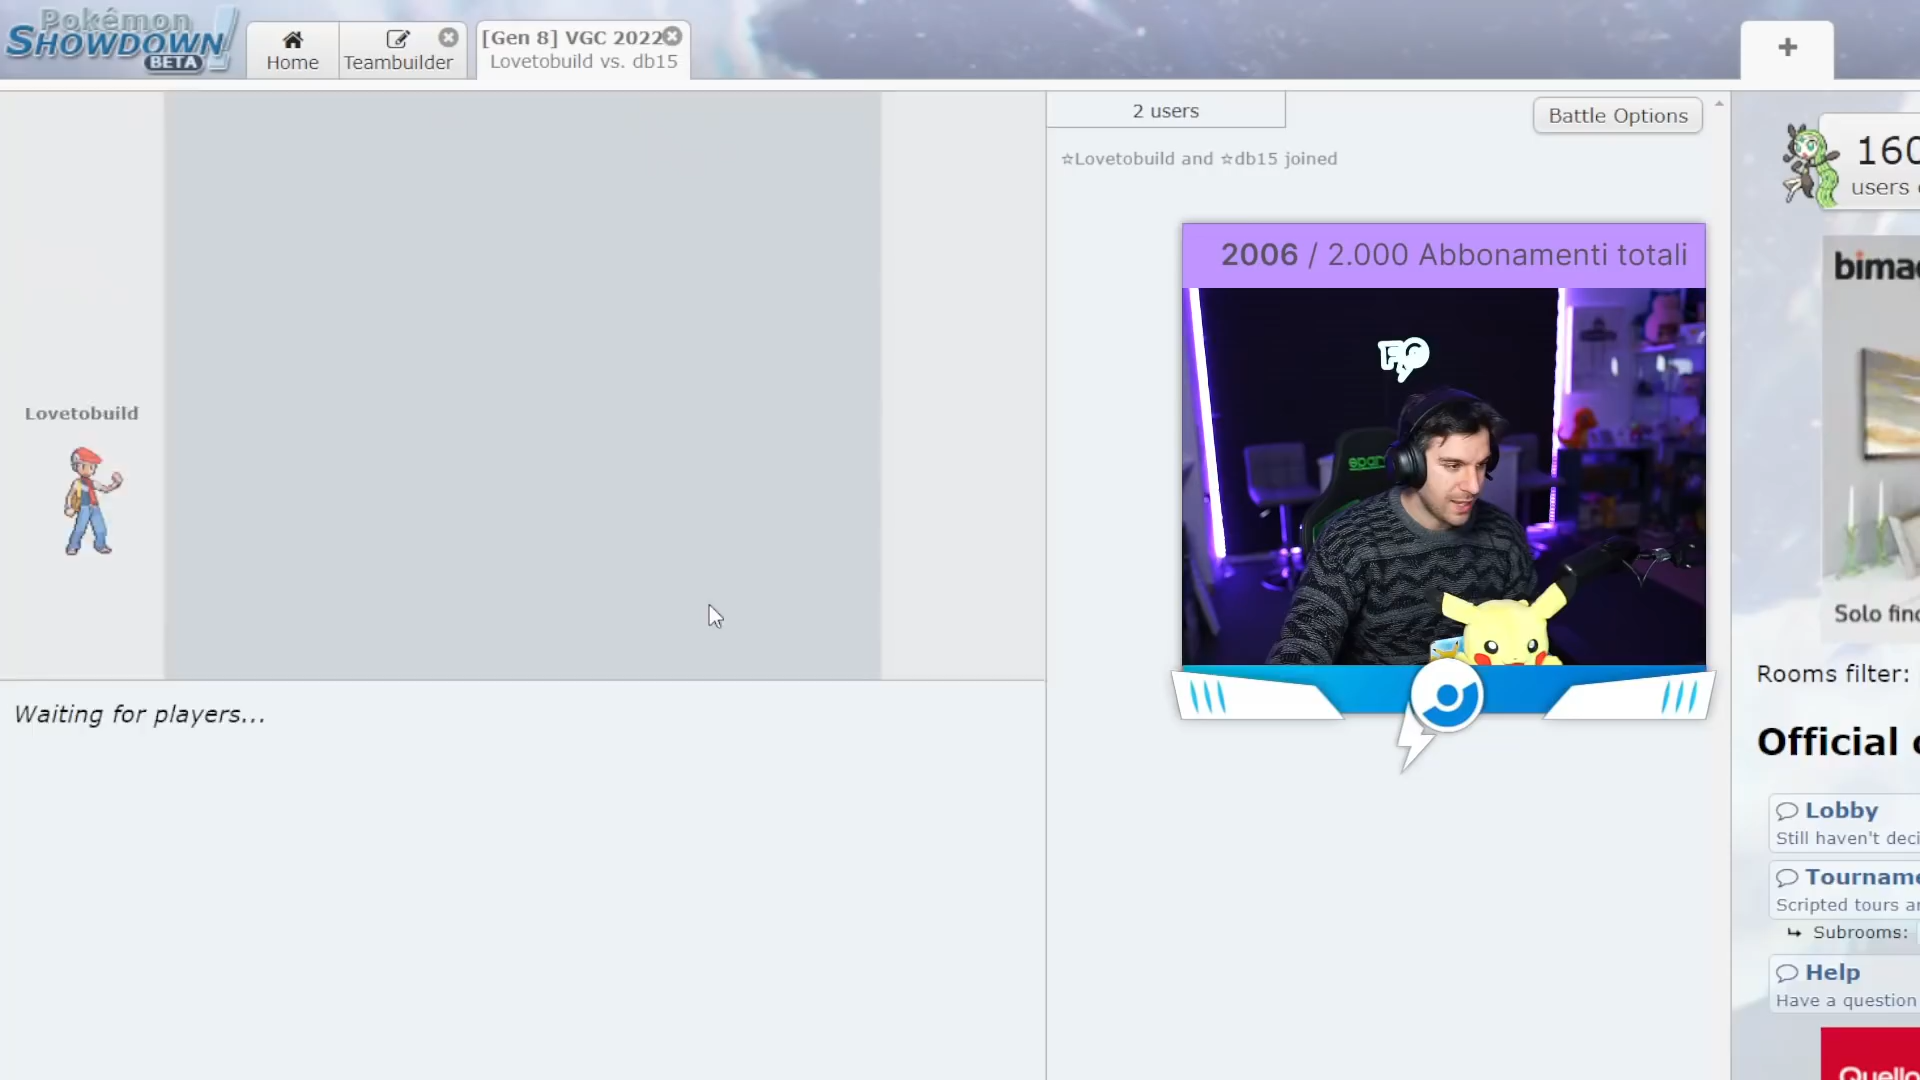 Pokémon
SHOWDOWN!
BETA
Home
Teambuilder
[Gen 8] VGC 2022
Lovetobuild vs. db15
+
2 users
Battle Options
☆Lovetobuild and ☆db15 joined
160
users
2006 / 2.000 Abbonamenti totali
Lovetobuild
Waiting for players...
Solo find
Rooms filter:
Official
Lobby
Still haven't deci
Tourname
Scripted tours a
↳ Subrooms:
Help
Have a question